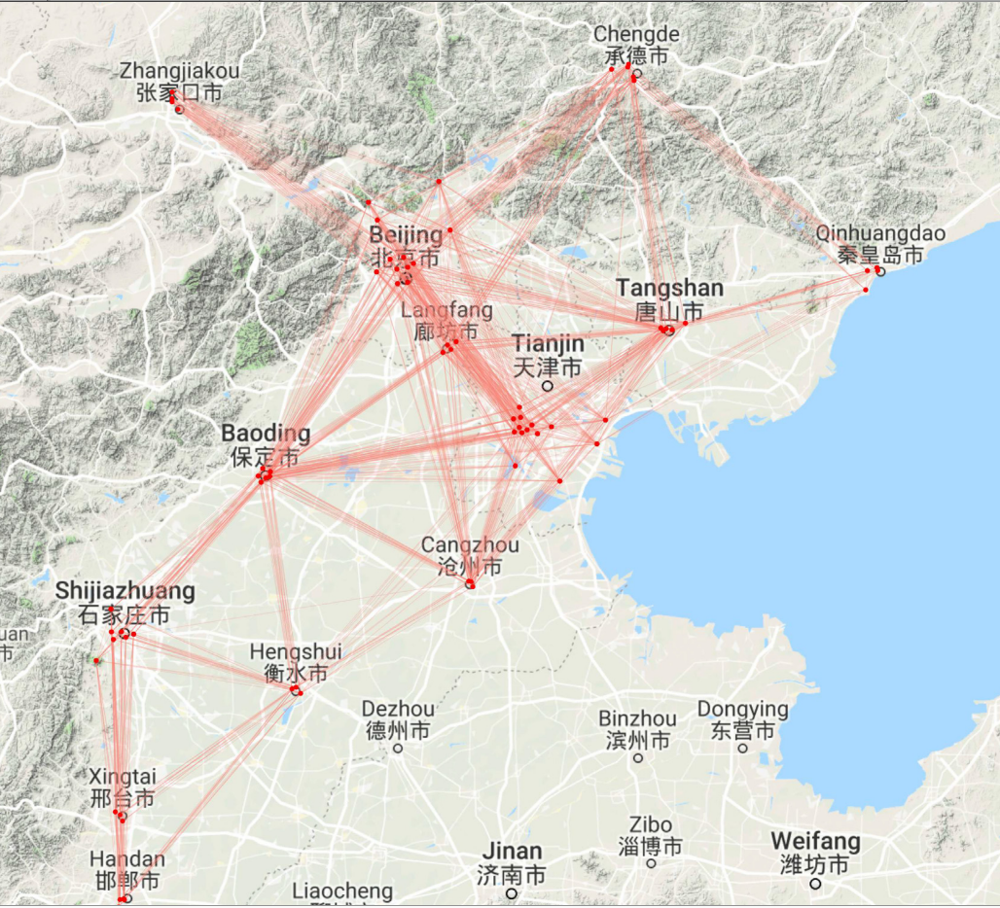 Chengde
承德市
Zhangjiakou
张家口市
Beijing
北京市
Qinhuangdao
秦皇岛市
Tangshan
唐山市
Langfang
廊坊市
Tianjin
天津市
Baoding
保定市
Cangzhou
沧州市
Shijiazhuang
石家庄市
uan
市
Hengshui
衡水市
Dezhou
德州市
Binzhou
滨州市
Dongying
东营市
Xingtai
邢台市
Zibo
淄博市
Jinan
济南市
Weifang
潍坊市
Handan
邯郸市
Liaocheng